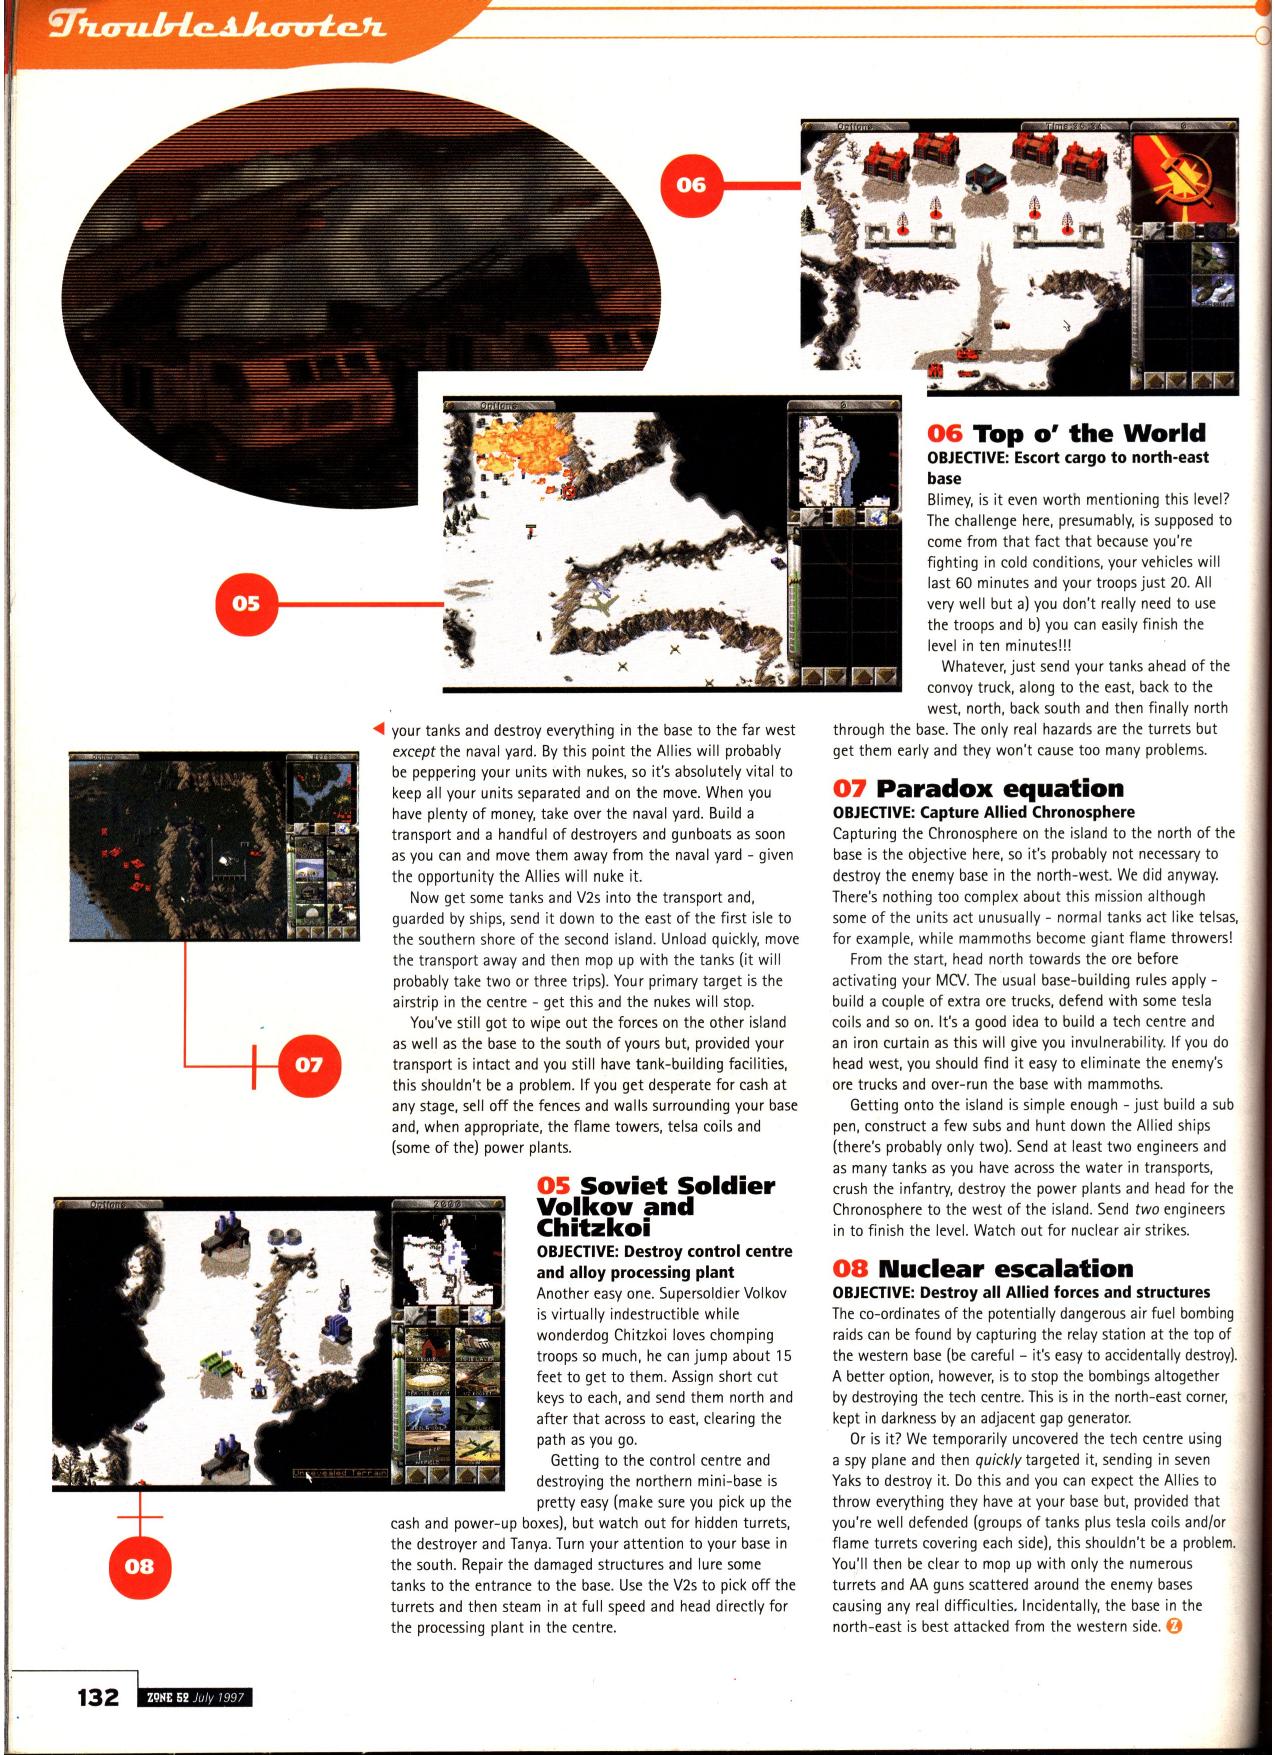 Troubleshooter
06
Options
Time:56:34
0
Options
0
05
06 Top o' the World
OBJECTIVE: Escort cargo to north-east
base
Blimey, is it even worth mentioning this level?
The challenge here, presumably, is supposed to
come from that fact that because you're
fighting in cold conditions, your vehicles will
last 60 minutes and your troops just 20. All
very well but a) you don't really need to use
the troops and b) you can easily finish the
level in ten minutes!!!
Whatever, just send your tanks ahead of the
convoy truck, along to the east, back to the
west, north, back south and then finally north
through the base. The only real hazards are the turrets but
get them early and they won't cause too many problems.
your tanks and destroy everything in the base to the far west
except the naval yard. By this point the Allies will probably
be peppering your units with nukes, so it's absolutely vital to
keep all your units separated and on the move. When you
have plenty of money, take over the naval yard. Build a
transport and a handful of destroyers and gunboats as soon
as you can and move them away from the naval yard - given
the opportunity the Allies will nuke it.
Now get some tanks and V2s into the transport and,
guarded by ships, send it down to the east of the first isle to
the southern shore of the second island. Unload quickly, move
the transport away and then mop up with the tanks (it will
probably take two or three trips). Your primary target is the
airstrip in the centre - get this and the nukes will stop.
You've still got to wipe out the forces on the other island
as well as the base to the south of yours but, provided your
transport is intact and you still have tank-building facilities,
this shouldn't be a problem. If you get desperate for cash at
any stage, sell off the fences and walls surrounding your base
and, when appropriate, the flame towers, telsa coils and
(some of the) power plants.
07
05 Soviet Soldier
Volkov and
Chitzkoi
OBJECTIVE: Destroy control centre
and alloy processing plant
Another easy one. Supersoldier Volkov
is virtually indestructible while
wonderdog Chitzkoi loves chomping
troops so much, he can jump about 15
feet to get to them. Assign short cut
keys to each, and send them north and
after that across to east, clearing the
path as you go.
Getting to the control centre and
destroying the northern mini-base is
pretty easy (make sure you pick up the
cash and power-up boxes), but watch out for hidden turrets,
the destroyer and Tanya. Turn your attention to your base in
the south. Repair the damaged structures and lure some
tanks to the entrance to the base. Use the V2s to pick off the
turrets and then steam in at full speed and head directly for
the processing plant in the centre.
Options
2000
Unrevealed Terrain
08
07 Paradox equation
OBJECTIVE: Capture Allied Chronosphere
Capturing the Chronosphere on the island to the north of the
base is the objective here, so it's probably not necessary to
destroy the enemy base in the north-west. We did anyway.
There's nothing too complex about this mission although
some of the units act unusually - normal tanks act like telsas,
for example, while mammoths become giant flame throwers!
From the start, head north towards the ore before
activating your MCV. The usual base-building rules apply -
build a couple of extra ore trucks, defend with some tesla
coils and so on. It's a good idea to build a tech centre and
an iron curtain as this will give you invulnerability. If you do
head west, you should find it easy to eliminate the enemy's
ore trucks and over-run the base with mammoths.
Getting onto the island is simple enough - just build a sub
pen, construct a few subs and hunt down the Allied ships
(there's probably only two). Send at least two engineers and
as many tanks as you have across the water in transports,
crush the infantry, destroy the power plants and head for the
Chronosphere to the west of the island. Send two engineers
in to finish the level. Watch out for nuclear air strikes.
08 Nuclear escalation
OBJECTIVE: Destroy all Allied forces and structures
The co-ordinates of the potentially dangerous air fuel bombing
raids can be found by capturing the relay station at the top of
the western base (be careful – it's easy to accidentally destroy).
A better option, however, is to stop the bombings altogether
by destroying the tech centre. This is in the north-east corner,
kept in darkness by an adjacent gap generator.
Or is it? We temporarily uncovered the tech centre using
a spy plane and then quickly targeted it, sending in seven
Yaks to destroy it. Do this and you can expect the Allies to
throw everything they have at your base but, provided that
you're well defended (groups of tanks plus tesla coils and/or
flame turrets covering each side), this shouldn't be a problem.
You'll then be clear to mop up with only the numerous
turrets and AA guns scattered around the enemy bases
causing any real difficulties. Incidentally, the base in the
north-east is best attacked from the western side. Z
132
ZONE 52 July 1997